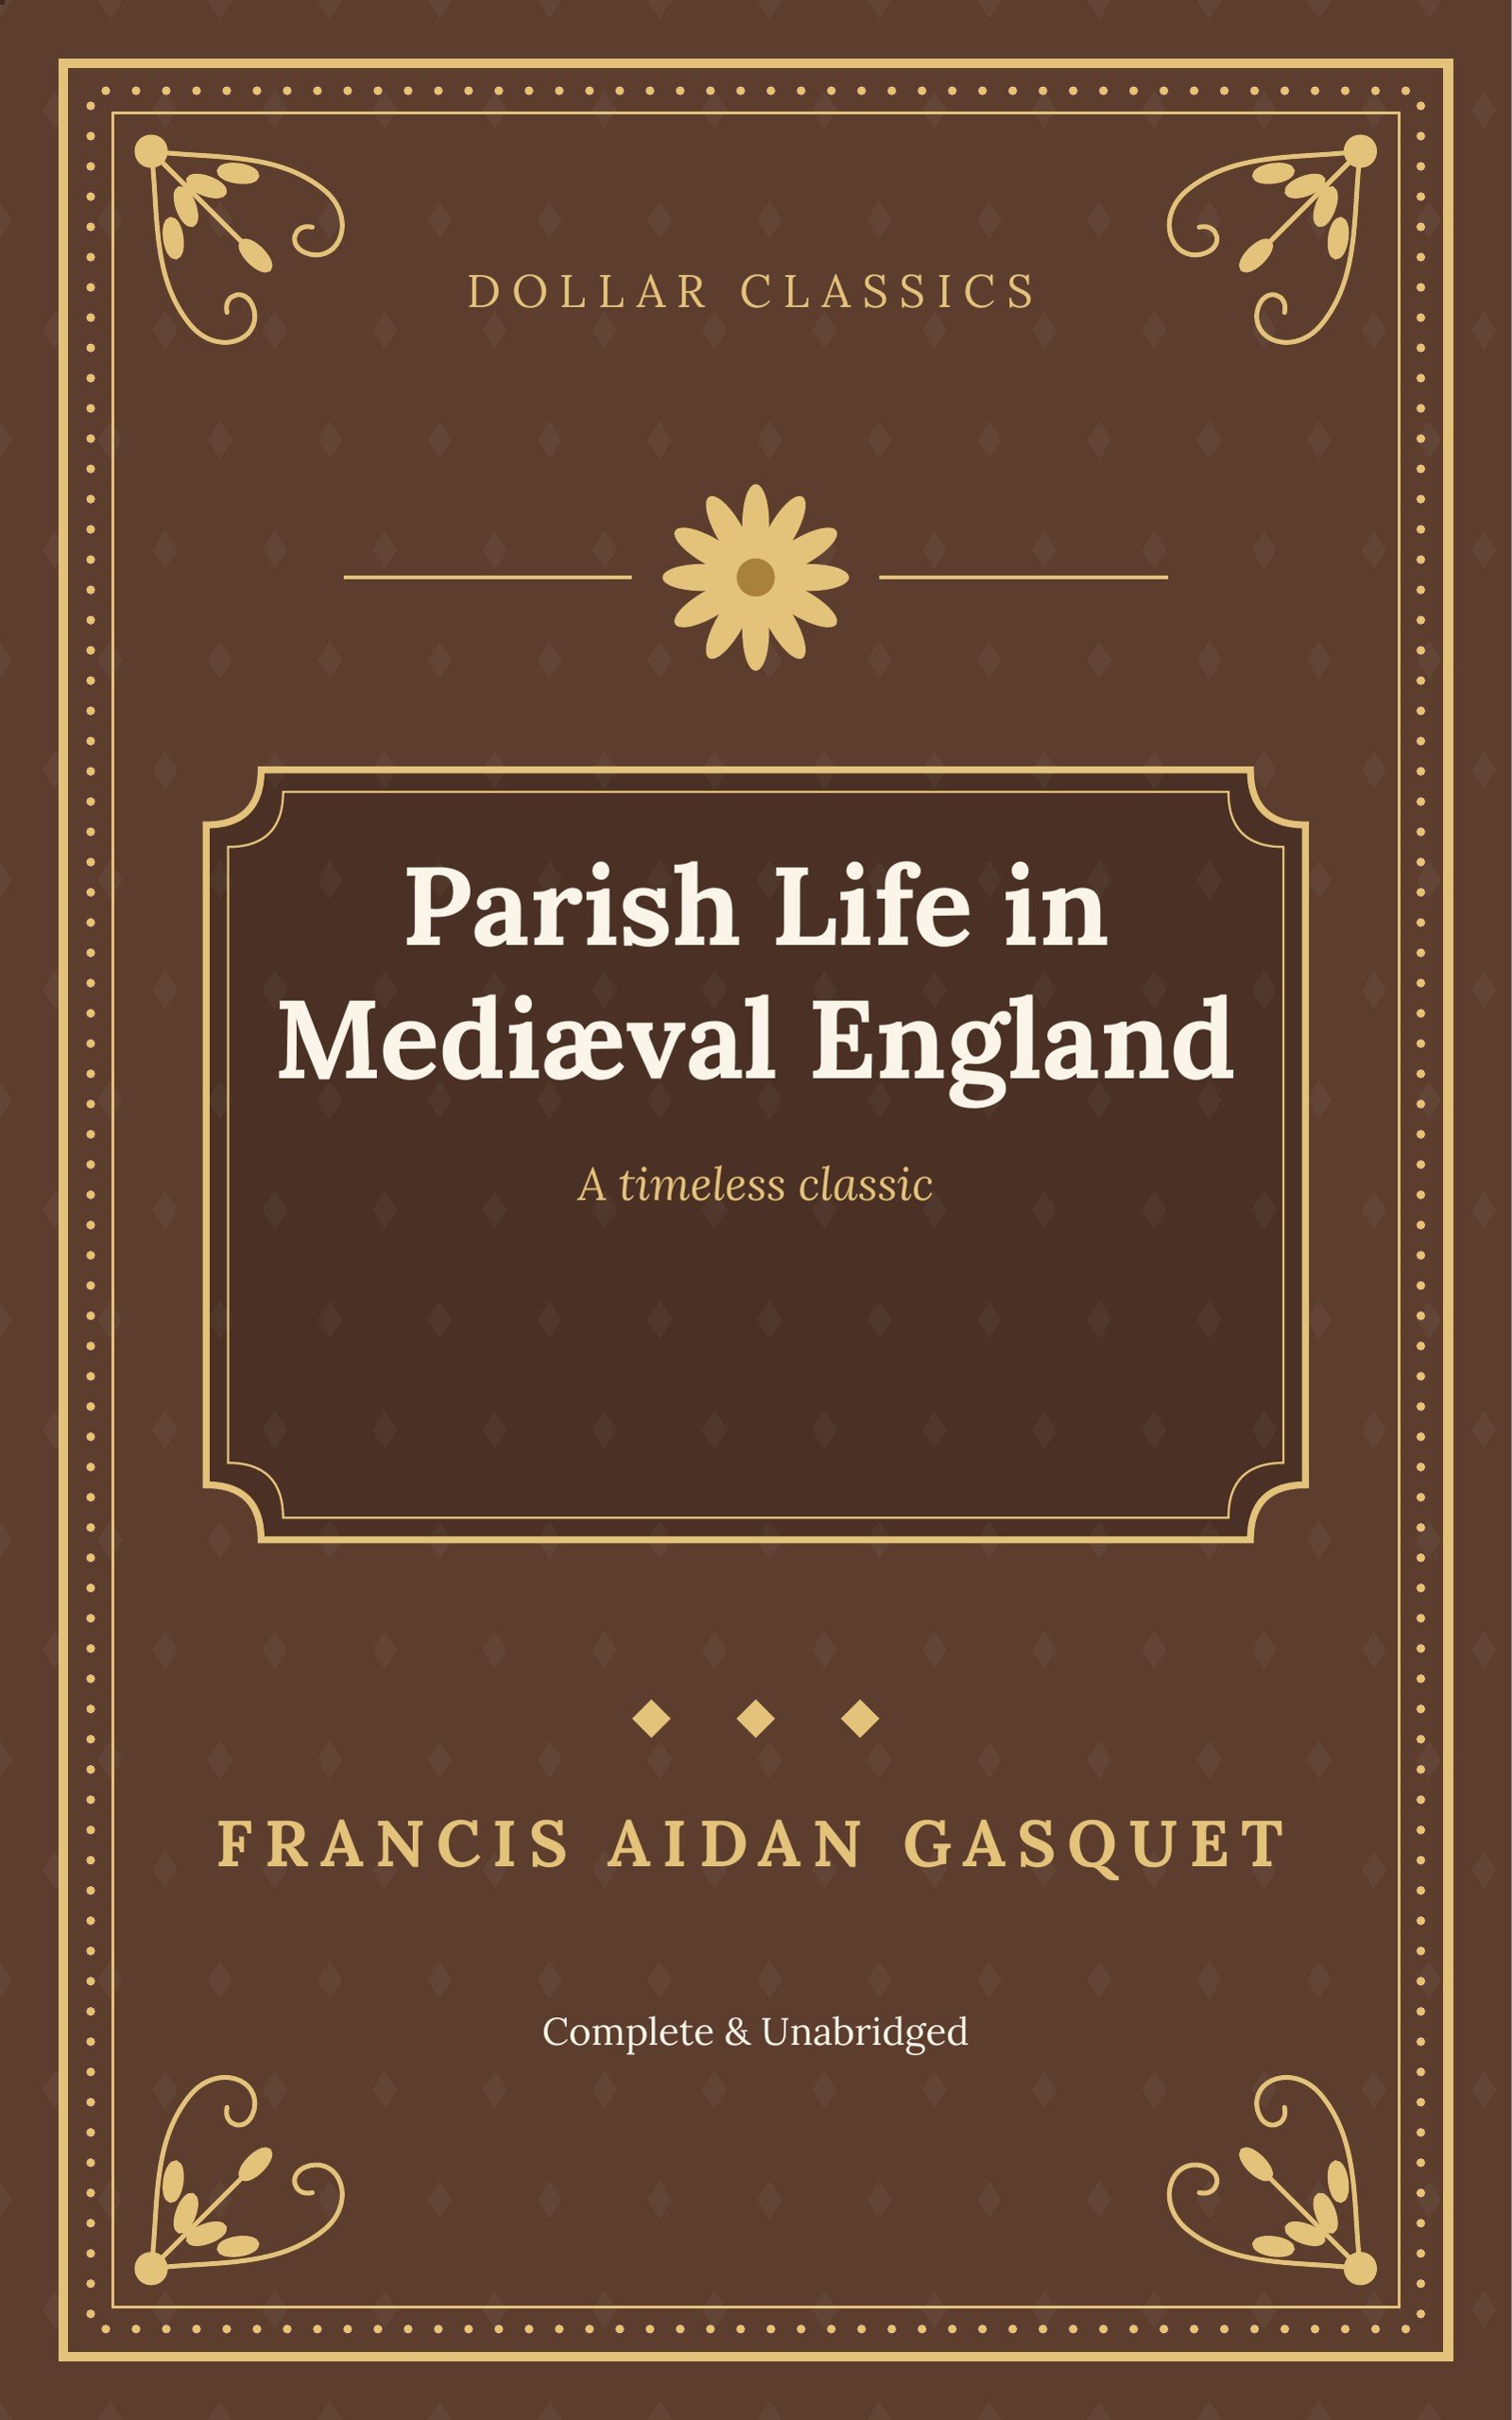 DOLLAR CLASSICS
Parish Life in
Mediæval England
A timeless classic
FRANCIS AIDAN GASQUET
Complete & Unabridged